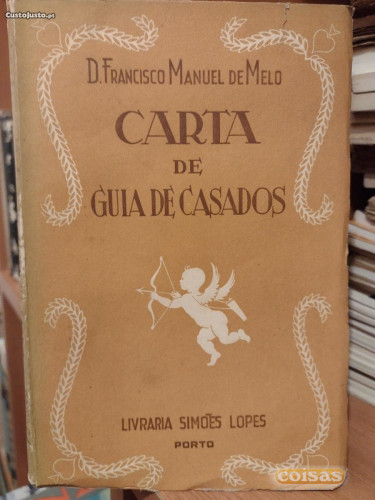 CustoJusto.pt
D. FRANCISCO MANUEL DE MELO
CARTA
DE
GUIA DE CASADOS
LIVRARIA SIMÕES LOPES
PORTO
coisas